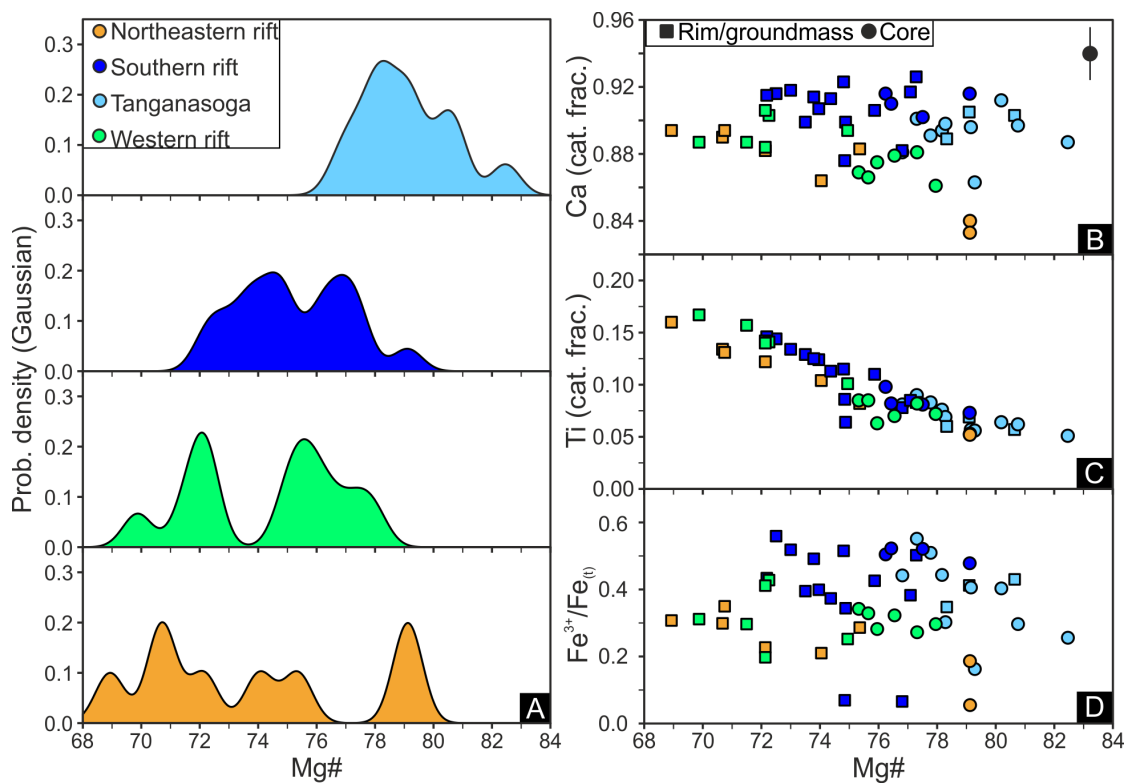 Northeastern rift
Southern rift
Tanganasoga
Western rift
0.3
0.2
0.1
0.0
0.3
0.2
0.1
0.0
0.3
0.2
0.1
0.0
0.3
0.2
0.1
0.0
Prob. density (Gaussian)
A
68 70 72 74 76 78 80 82 84
Mg#
Rim/groundmass Core
0.96
0.92
0.88
0.84
Ca (cat. frac.)
B
0.20
0.15
0.10
0.05
0.00
Ti (cat. frac.)
C
0.6
0.4
0.2
0.0
Fe³⁺/Fe(t)
D
68 70 72 74 76 78 80 82 84
Mg#